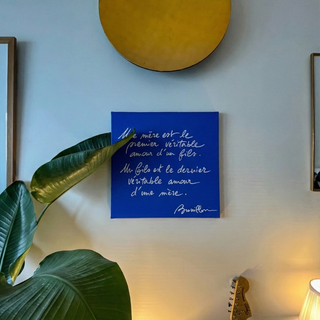 Une mère est le
premier véritable
amour d'un fils.
Un fils est le dernier
véritable amour
d'une mère.